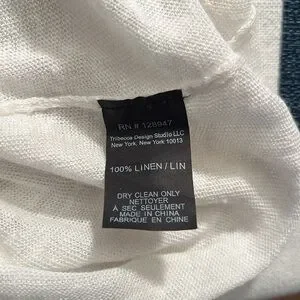 RN # 128947
Tribecca Design Studio LLC
New York, New York 10013
100% LINEN / LIN
DRY CLEAN ONLY
NETTOYER
À SEC SEULEMENT
MADE IN CHINA
FABRIQUE EN CHINE